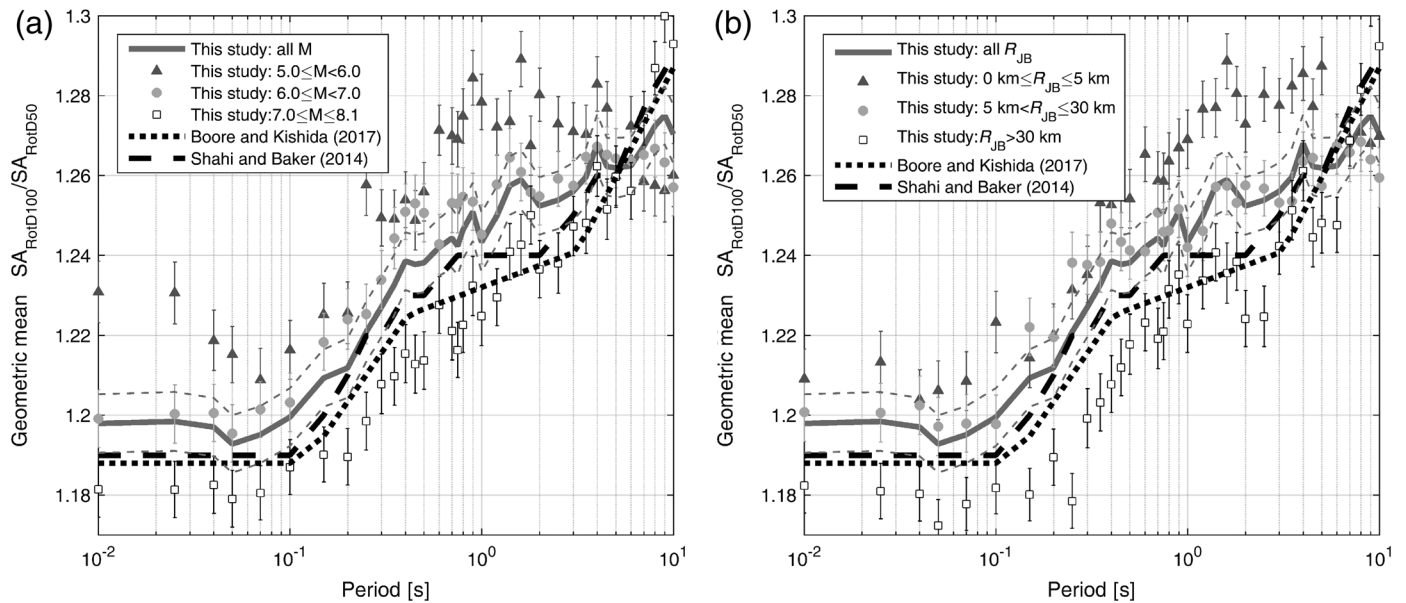 (a)
This study: all M
This study: 5.0≤M<6.0
This study: 6.0≤M<7.0
This study:7.0≤M≤8.1
Boore and Kishida (2017)
Shahi and Baker (2014)
Geometric mean SA_RotD100/SA_RotD50
1.3
1.28
1.26
1.24
1.22
1.2
1.18
10^-2 10^-1 10^0 10^1
Period [s]
(b)
This study: all R_JB
This study: 0 km≤R_JB≤5 km
This study: 5 km<R_JB≤30 km
This study:R_JB>30 km
Boore and Kishida (2017)
Shahi and Baker (2014)
Geometric mean SA_RotD100/SA_RotD50
1.3
1.28
1.26
1.24
1.22
1.2
1.18
10^-2 10^-1 10^0 10^1
Period [s]